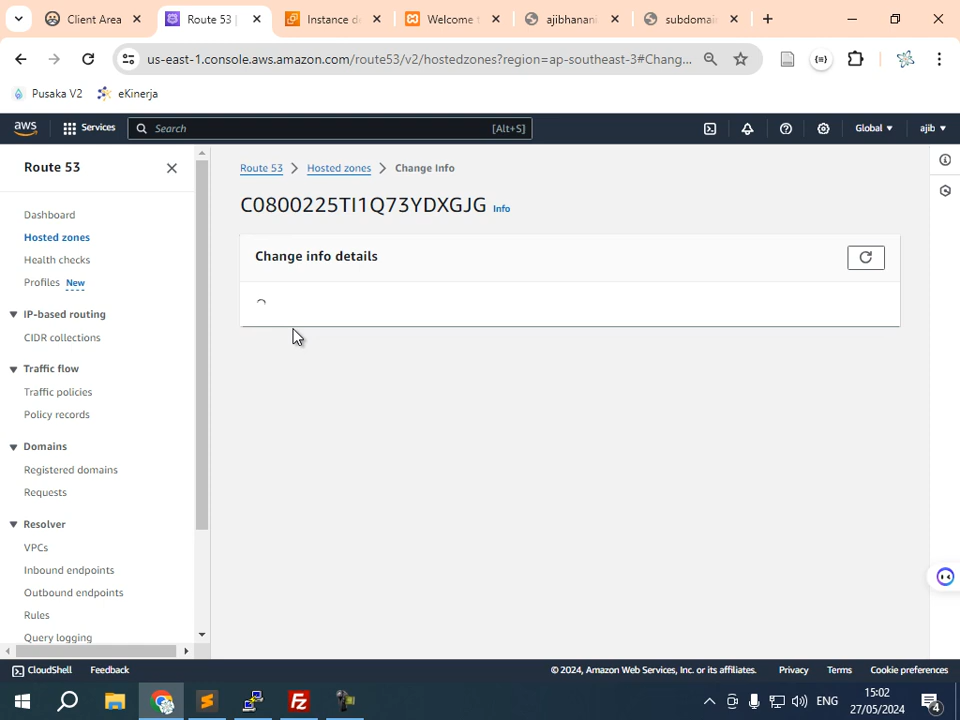 Client Area
Route 53 |
Instance d
Welcome t
ajibhanani
subdomai
us-east-1.console.aws.amazon.com/route53/v2/hostedzones?region=ap-southeast-3#Chang...
Pusaka V2
eKinerja
aws
Services
Search
[Alt+S]
Global
ajib
Route 53
Route 53
Hosted zones
Change Info
C0800225TI1Q73YDXGJG
Info
Dashboard
Hosted zones
Health checks
Profiles New
IP-based routing
CIDR collections
Traffic flow
Traffic policies
Policy records
Domains
Registered domains
Requests
Resolver
VPCs
Inbound endpoints
Outbound endpoints
Rules
Query logging
Change info details
CloudShell
Feedback
© 2024, Amazon Web Services, Inc. or its affiliates.
Privacy
Terms
Cookie preferences
ENG
15:02
27/05/2024
4